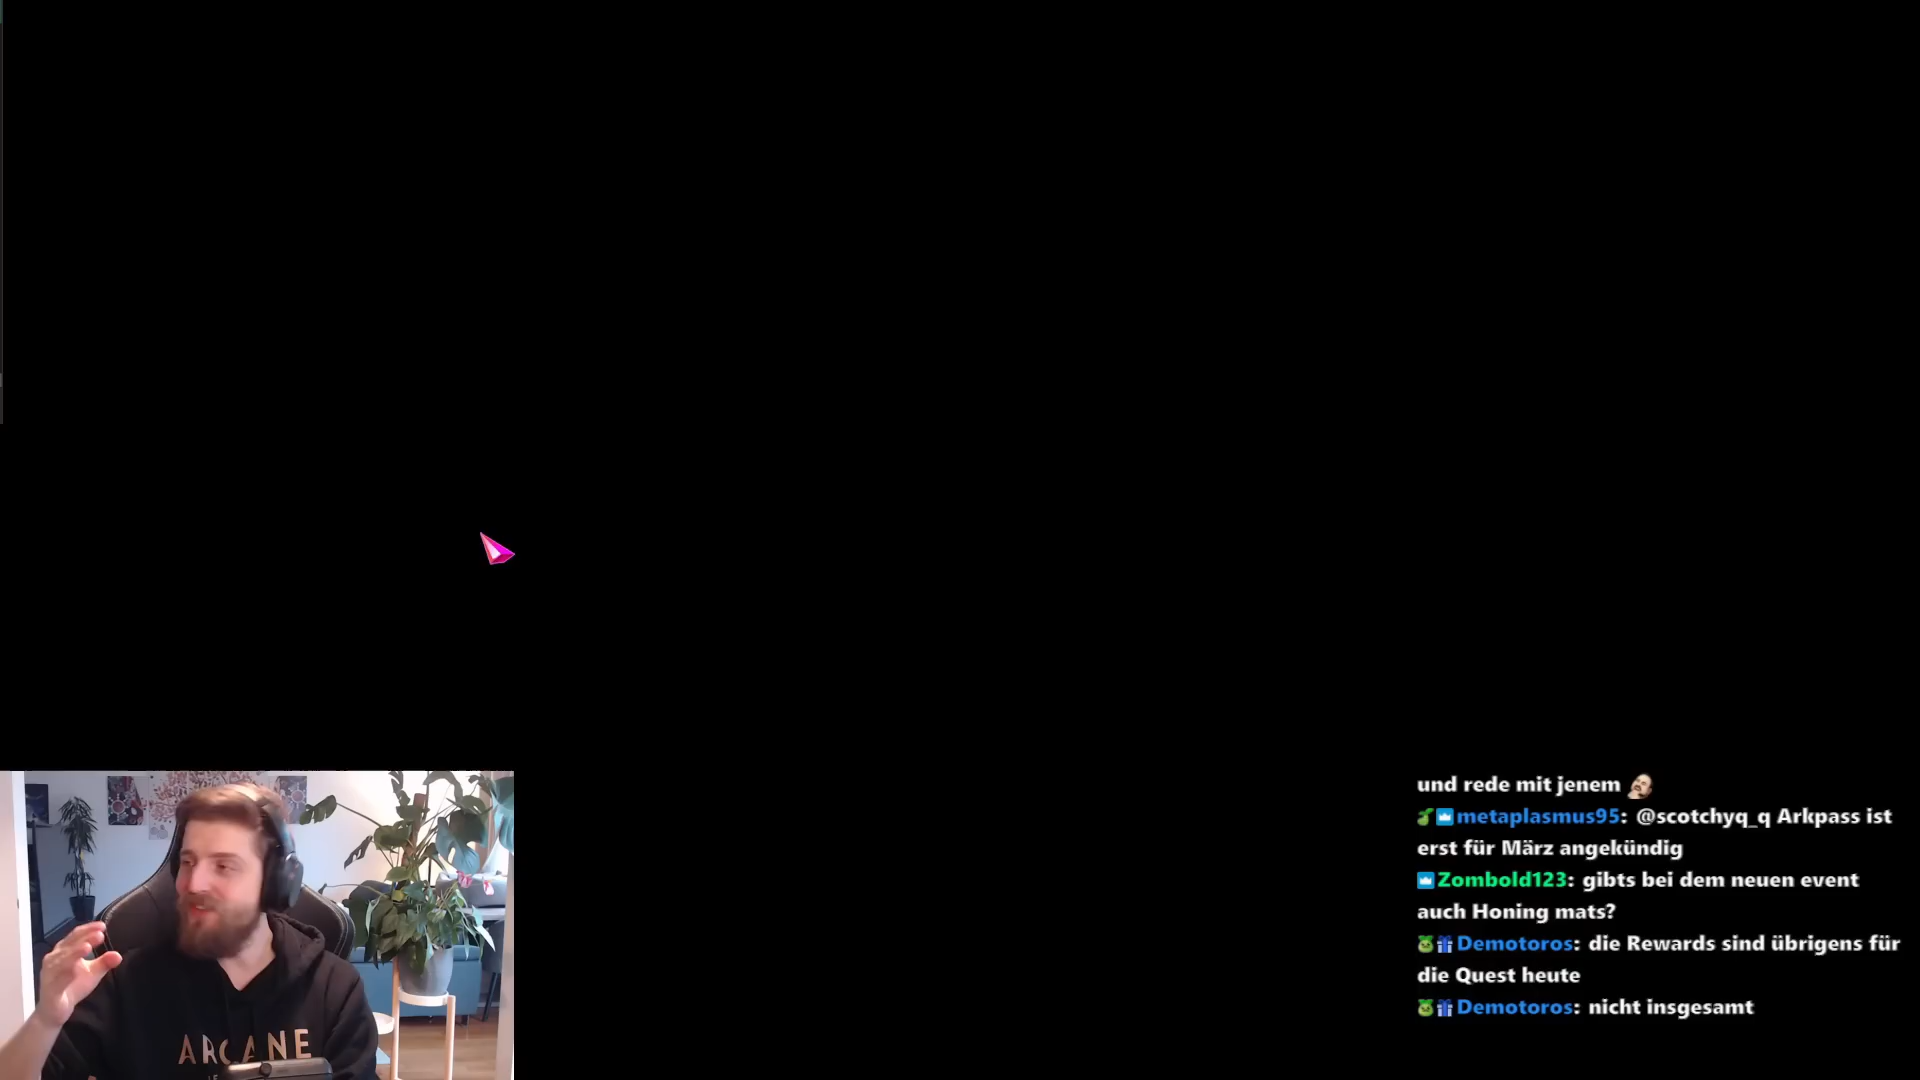 und rede mit jenem
metaplasmus95: @scotchyq_q Arkpass ist
erst für März angekündig
Zombold123: gibts bei dem neuen event
auch Honing mats?
Demotoros: die Rewards sind übrigens für
die Quest heute
Demotoros: nicht insgesamt
ARCANE